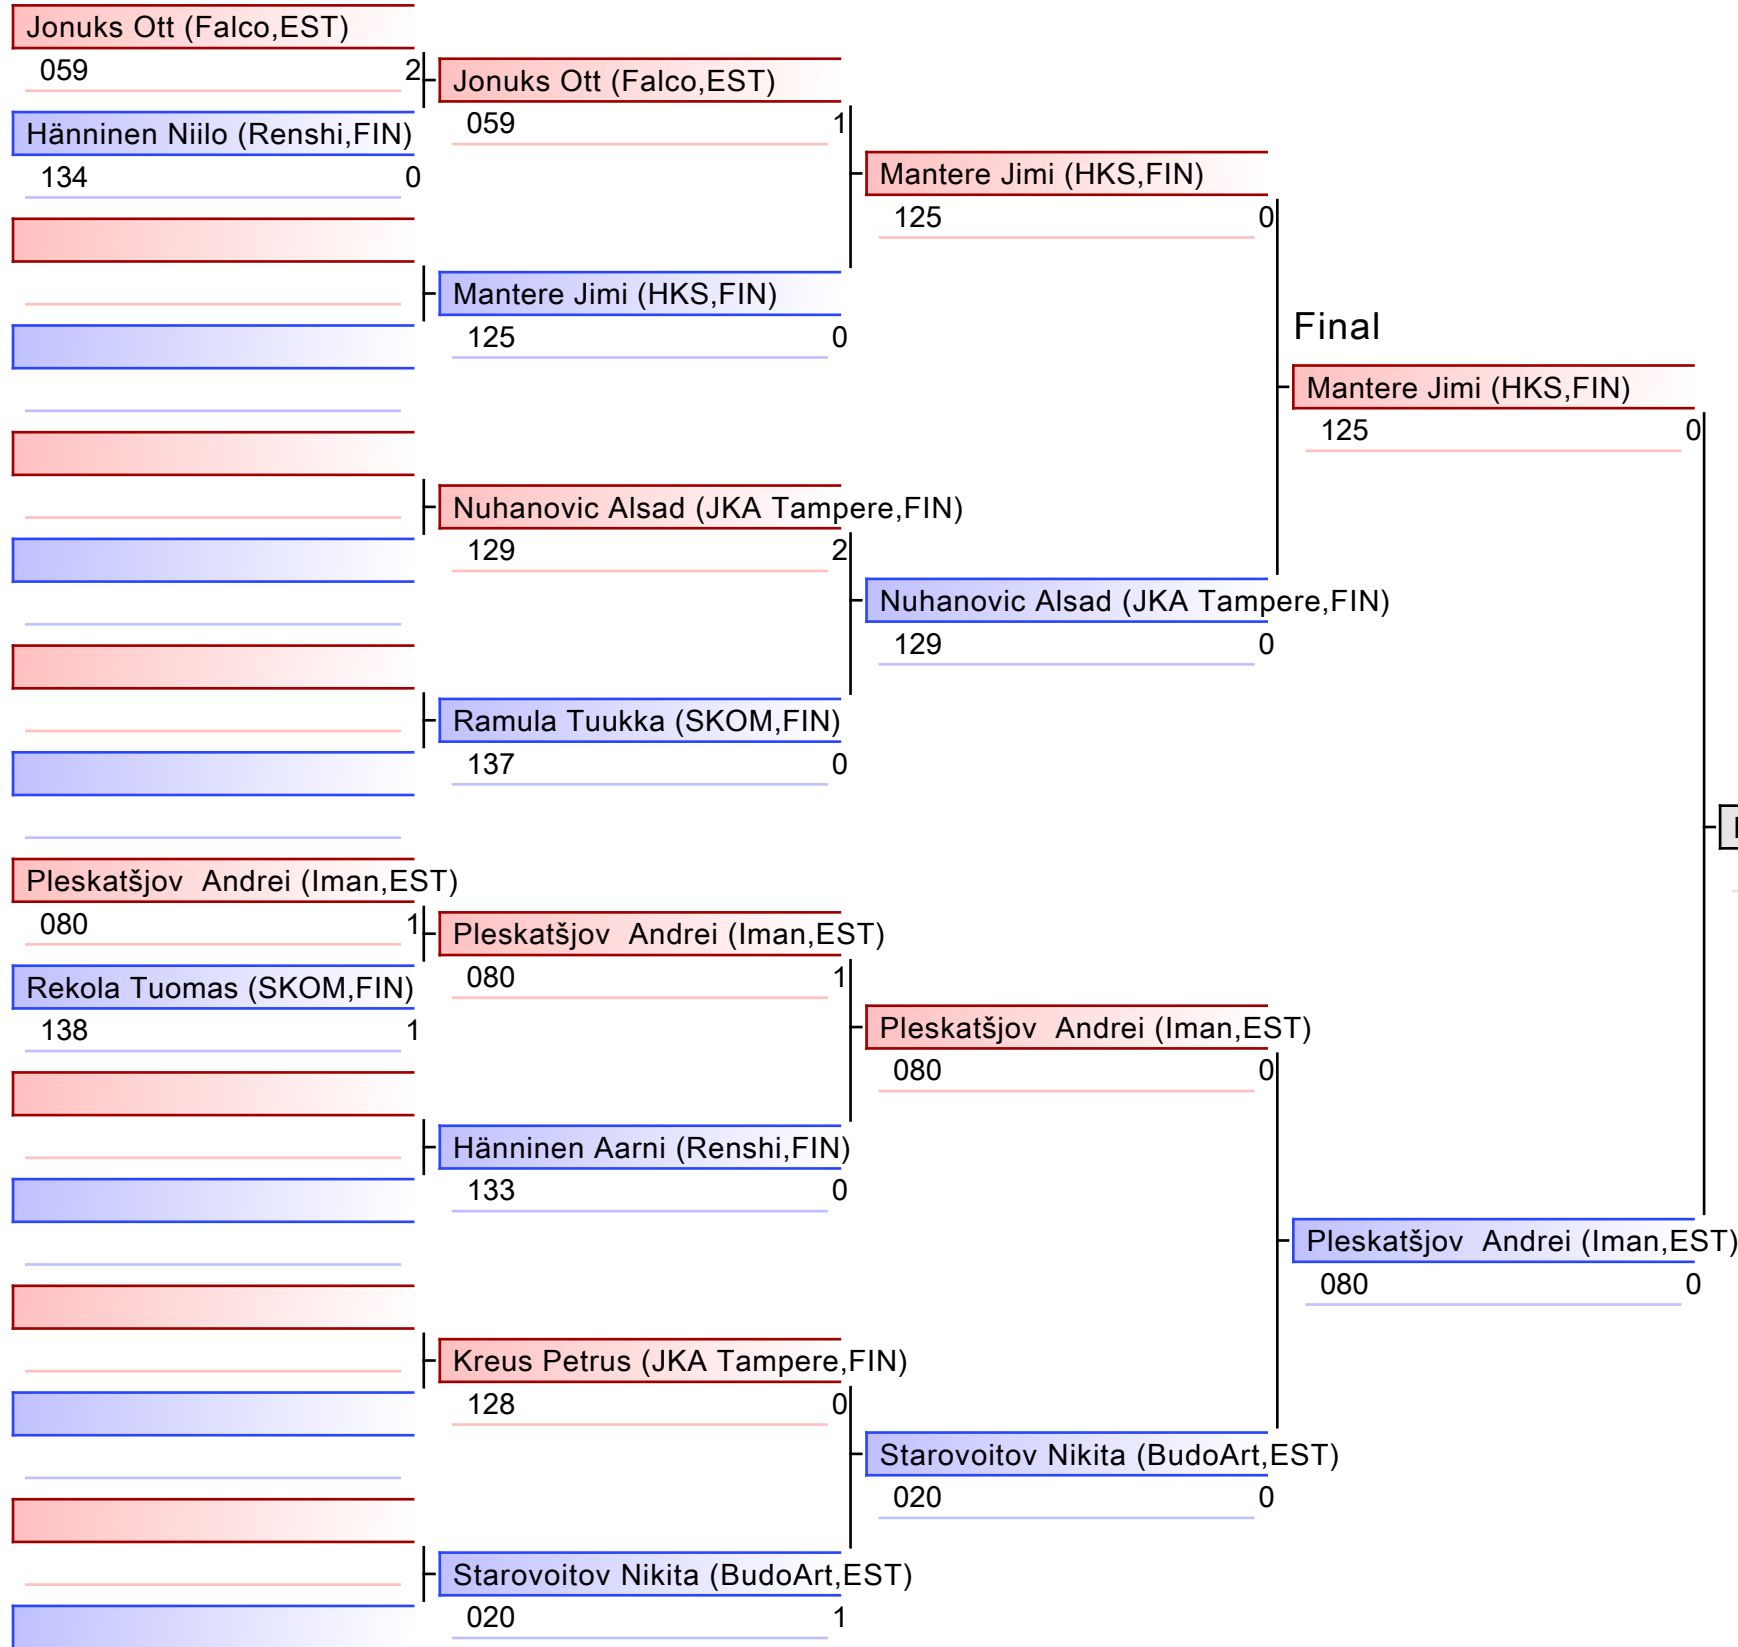 Jonuks Ott (Falco,EST)
059 2
Hänninen Niilo (Renshi,FIN)
134 0
Pleskatšjov  Andrei (Iman,EST)
080 1
Rekola Tuomas (SKOM,FIN)
138 1
Jonuks Ott (Falco,EST)
059 1
Mantere Jimi (HKS,FIN)
125 0
Nuhanovic Alsad (JKA Tampere,FIN)
129 2
Ramula Tuukka (SKOM,FIN)
137 0
Pleskatšjov  Andrei (Iman,EST)
080 1
Hänninen Aarni (Renshi,FIN)
133 0
Kreus Petrus (JKA Tampere,FIN)
128 0
Starovoitov Nikita (BudoArt,EST)
020 1
Mantere Jimi (HKS,FIN)
125 0
Nuhanovic Alsad (JKA Tampere,FIN)
129 0
Pleskatšjov  Andrei (Iman,EST)
080 0
Starovoitov Nikita (BudoArt,EST)
020 0
Final
Mantere Jimi (HKS,FIN)
125 0
Pleskatšjov  Andrei (Iman,EST)
080 0